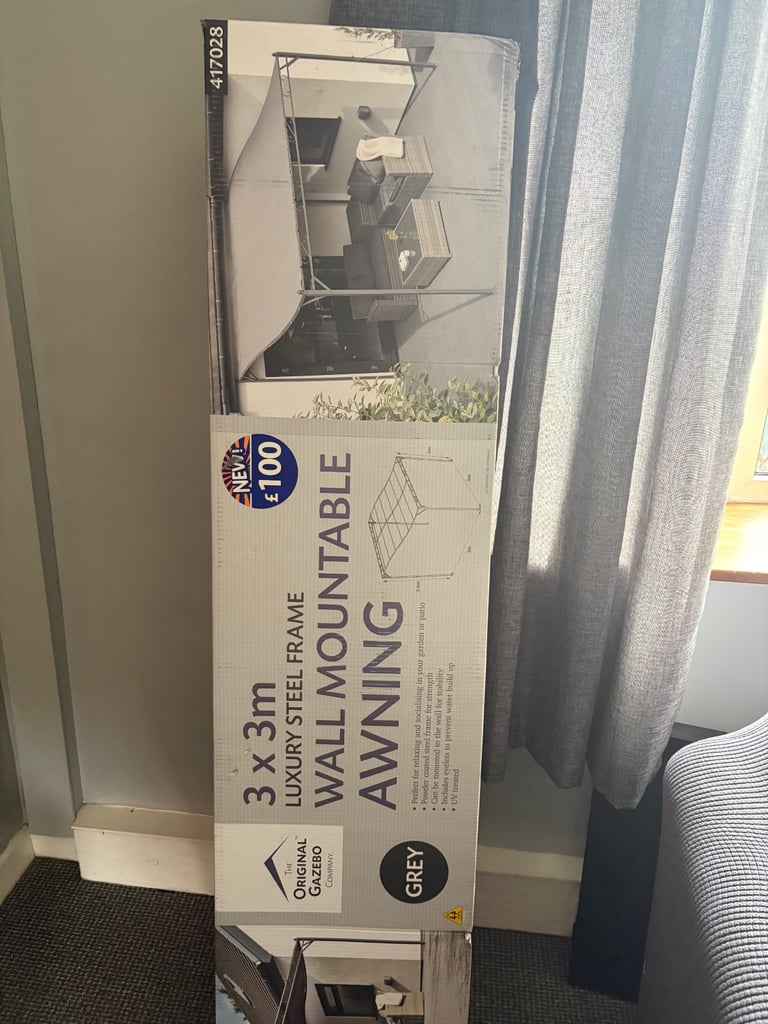 417028
NEW!
£100
3 x 3m
LUXURY STEEL FRAME
WALL MOUNTABLE
AWNING
• Perfect for relaxing and socialising in your garden or patio
• Powder coated steel frame for strength
• Can be mounted to the wall for stability
• Includes eyelets to prevent water build up
• UV treated
THE
ORIGINAL
GAZEBO
COMPANY
GREY